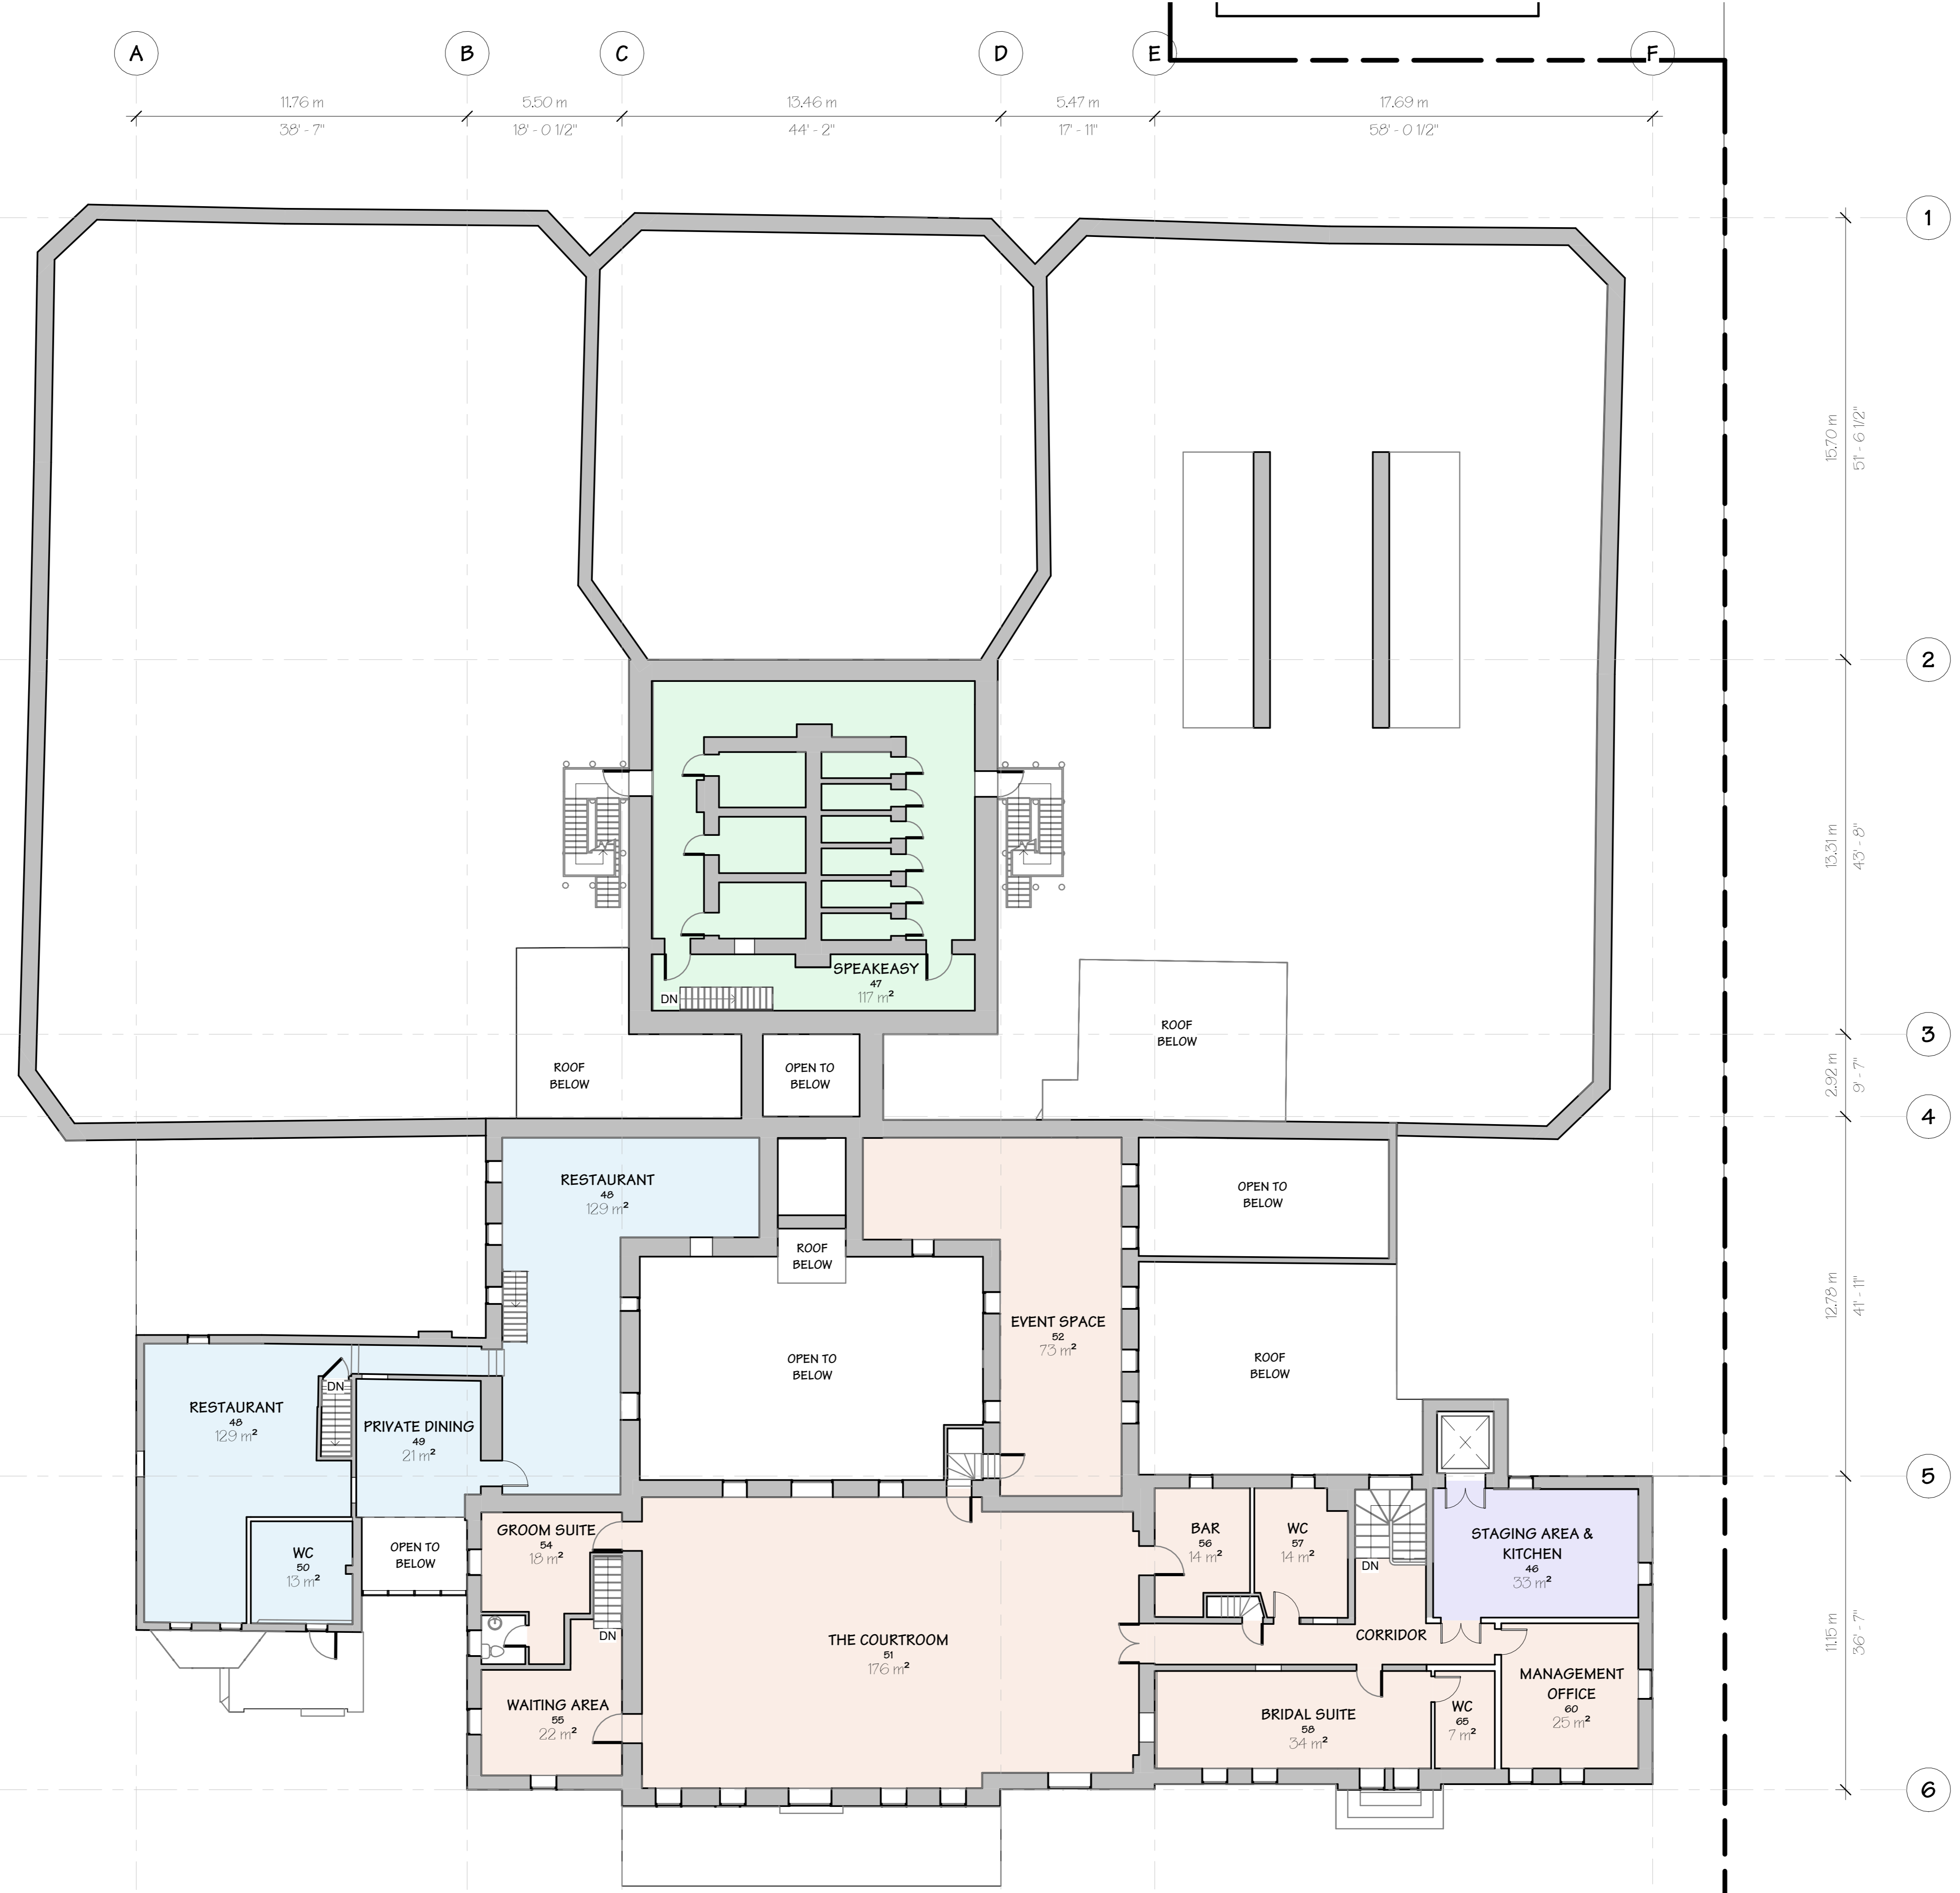 A
B
C
D
E
F
11.76 m
5.50 m
13.46 m
5.47 m
17.69 m
38' - 7"
18' - 0 1/2"
44' - 2"
17' - 11"
58' - 0 1/2"
1
15.70 m
51' - 6 1/2"
2
13.31 m
43' - 8"
SPEAKEASY
47
117 m²
DN
3
ROOF
BELOW
ROOF
BELOW
OPEN TO
BELOW
2.92 m
9' - 7"
4
RESTAURANT
48
129 m²
OPEN TO
BELOW
ROOF
BELOW
12.78 m
41' - 11"
EVENT SPACE
52
73 m²
OPEN TO
BELOW
ROOF
BELOW
DN
RESTAURANT
48
129 m²
PRIVATE DINING
49
21 m²
5
GROOM SUITE
54
18 m²
BAR
56
14 m²
WC
57
14 m²
STAGING AREA &
KITCHEN
46
33 m²
OPEN TO
BELOW
WC
50
13 m²
DN
DN
CORRIDOR
THE COURTROOM
51
176 m²
11.15 m
36' - 7"
WAITING AREA
55
22 m²
BRIDAL SUITE
58
34 m²
WC
65
7 m²
MANAGEMENT
OFFICE
60
25 m²
6